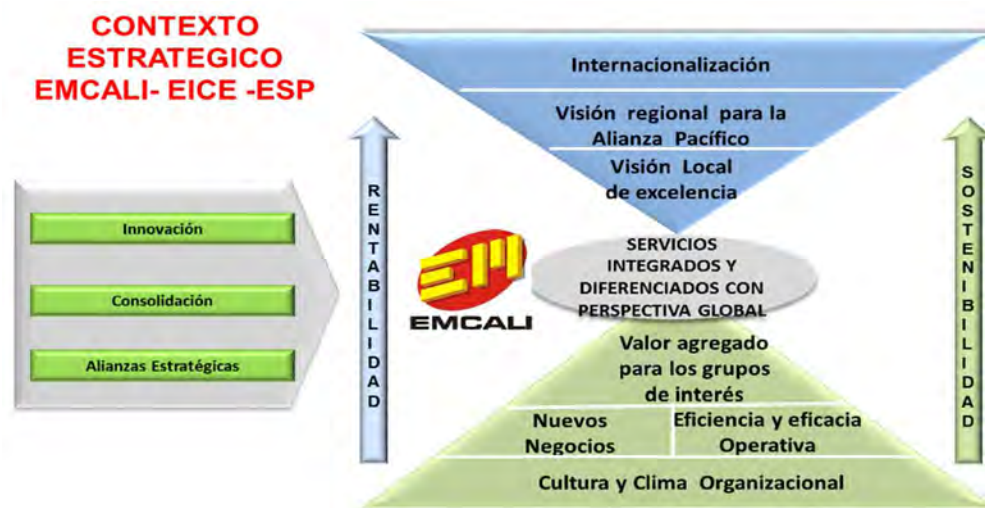 CONTEXTO
ESTRATEGICO
EMCALI- EICE -ESP
Innovación
Consolidación
Alianzas Estratégicas
RENTABILIDAD
Internacionalización
Visión regional para la
Alianza Pacífico
Visión Local
de excelencia
EM
EMCALI
SERVICIOS
INTEGRADOS Y
DIFERENCIADOS CON
PERSPECTIVA GLOBAL
Valor agregado
para los grupos
de interés
Nuevos
Negocios
Eficiencia y eficacia
Operativa
Cultura y Clima Organizacional
SOSTENIBILIDAD